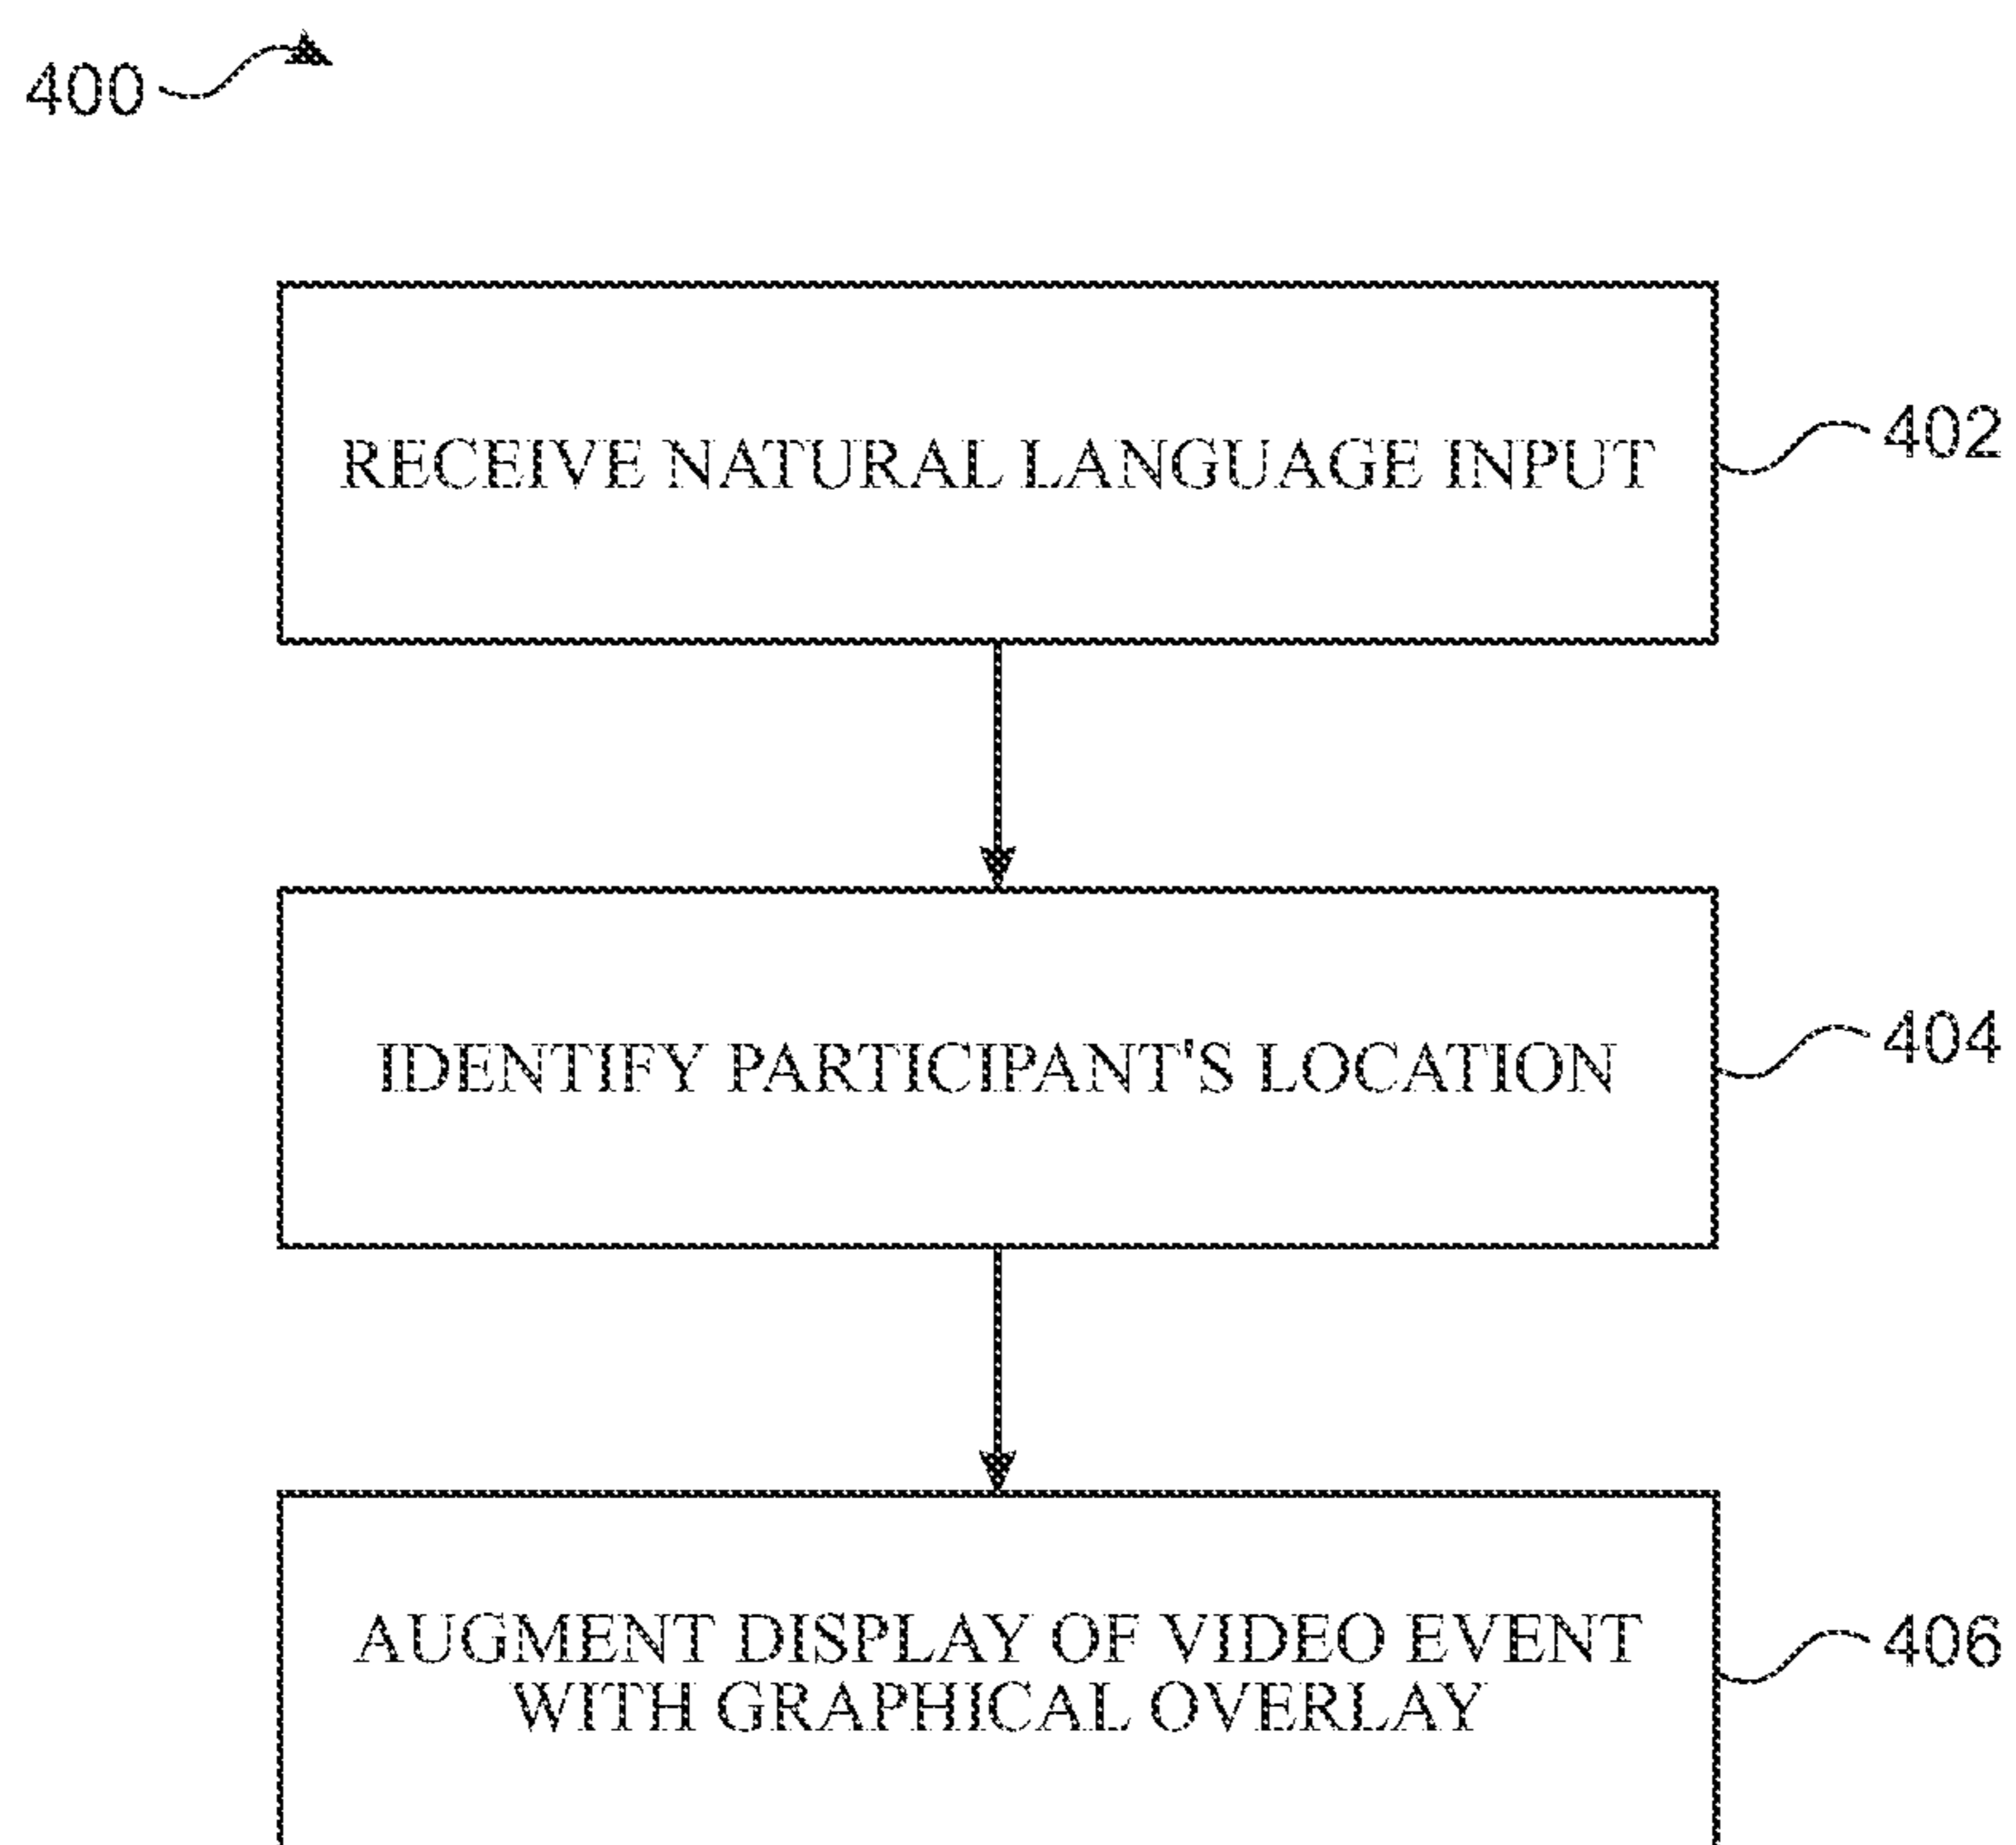 400
RECEIVE NATURAL LANGUAGE INPUT
402
IDENTIFY PARTICIPANT'S LOCATION
404
AUGMENT DISPLAY OF VIDEO EVENT
WITH GRAPHICAL OVERLAY
406